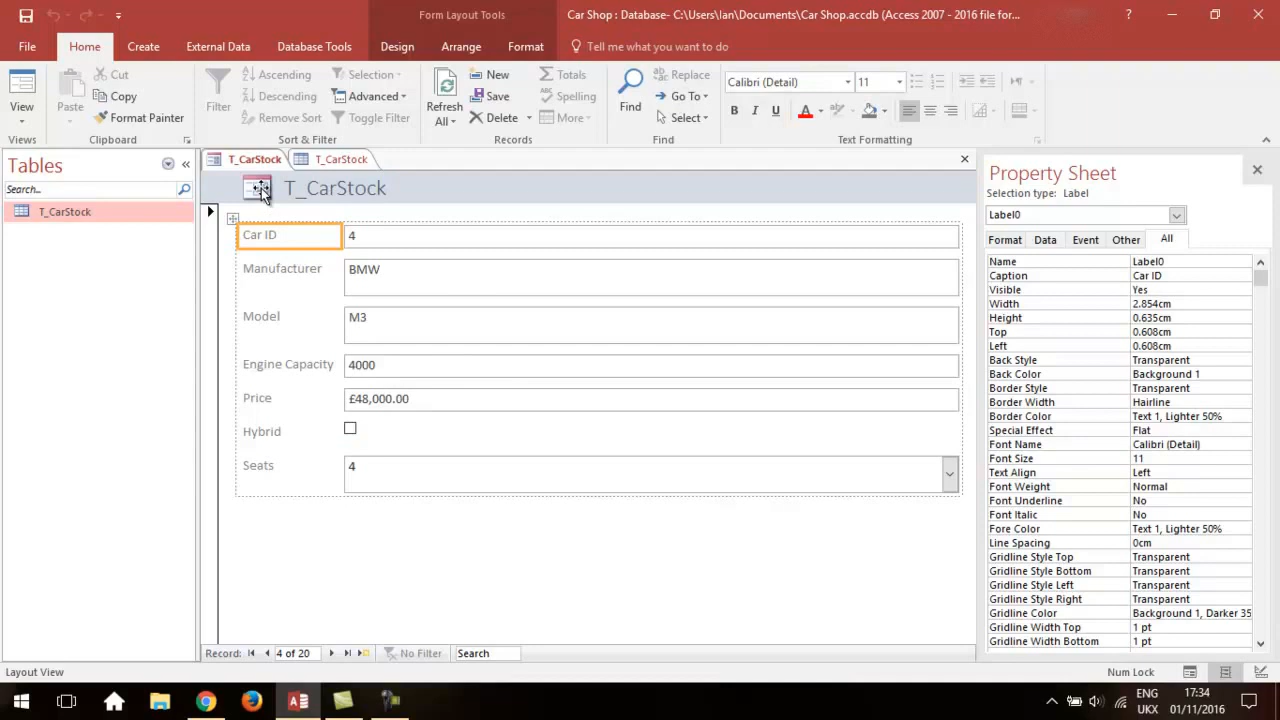 Form Layout Tools
Car Shop : Database- C:\Users\Ian\Documents\Car Shop.accdb (Access 2007 - 2016 file for...
?
File Home Create External Data Database Tools Design Arrange Format Tell me what you want to do
View
Views
Paste
Cut
Copy
Format Painter
Clipboard
Filter
Ascending
Descending
Remove Sort
Selection
Advanced
Toggle Filter
Sort & Filter
Refresh
All
New
Save
Delete
Totals
Spelling
More
Records
Find
Replace
Go To
Select
Find
Calibri (Detail) 11
B I U A
Text Formatting
Tables
Search...
T_CarStock
T_CarStock T_CarStock
T_CarStock
Car ID 4
Manufacturer BMW
Model M3
Engine Capacity 4000
Price £48,000.00
Hybrid
Seats 4
Record: 4 of 20 No Filter Search
Property Sheet
Selection type: Label
Label0
Format Data Event Other All
Name Label0
Caption Car ID
Visible Yes
Width 2.854cm
Height 0.635cm
Top 0.608cm
Left 0.608cm
Back Style Transparent
Back Color Background 1
Border Style Transparent
Border Width Hairline
Border Color Text 1, Lighter 50%
Special Effect Flat
Font Name Calibri (Detail)
Font Size 11
Text Align Left
Font Weight Normal
Font Underline No
Font Italic No
Fore Color Text 1, Lighter 50%
Line Spacing 0cm
Gridline Style Top Transparent
Gridline Style Bottom Transparent
Gridline Style Left Transparent
Gridline Style Right Transparent
Gridline Color Background 1, Darker 35
Gridline Width Top 1 pt
Gridline Width Bottom 1 pt
Layout View Num Lock
ENG
UKX
17:34
01/11/2016